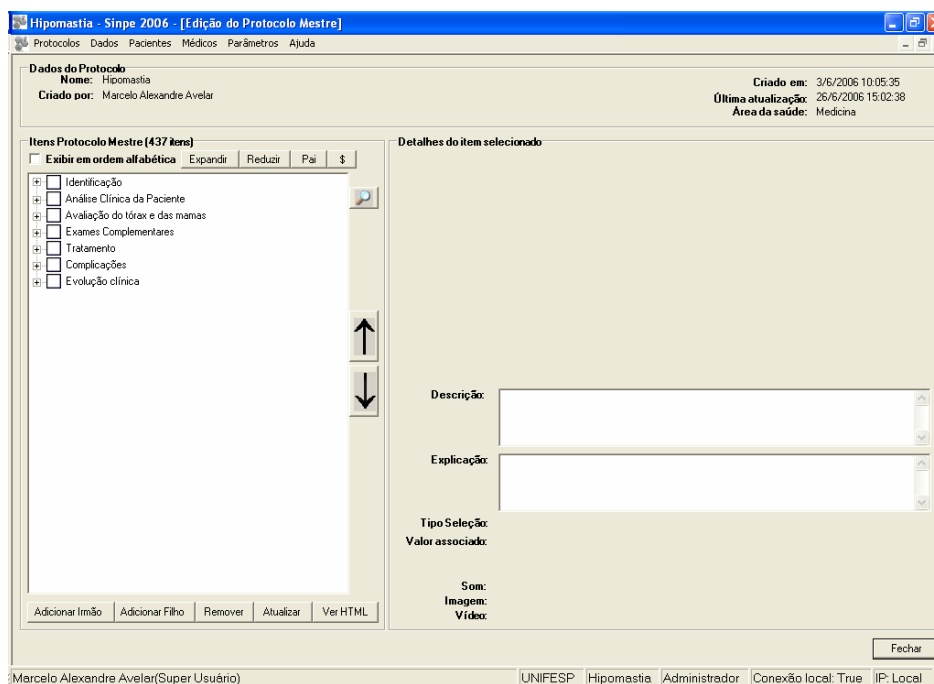 Hipomastia - Sinpe 2006 - [Edição do Protocolo Mestre]
Protocolos Dados Pacientes Médicos Parâmetros Ajuda
Dados do Protocolo
Nome: Hipomastia
Criado por: Marcelo Alexandre Avelar
Criado em: 3/6/2006 10:05:35
Última atualização: 26/6/2006 15:02:38
Área da saúde: Medicina
Itens Protocolo Mestre (437 itens)
Exibir em ordem alfabética Expandir Reduzir Pai $
Identificação
Análise Clínica da Paciente
Avaliação do tórax e das mamas
Exames Complementares
Tratamento
Complicações
Evolução clínica
Adicionar Irmão Adicionar Filho Remover Atualizar Ver HTML
Detalhes do item selecionado
Descrição:
Explicação:
Tipo Seleção:
Valor associado:
Som:
Imagem:
Vídeo:
Fechar
Marcelo Alexandre Avelar(Super Usuário) UNIFESP Hipomastia Administrador Conexão local: True IP: Local